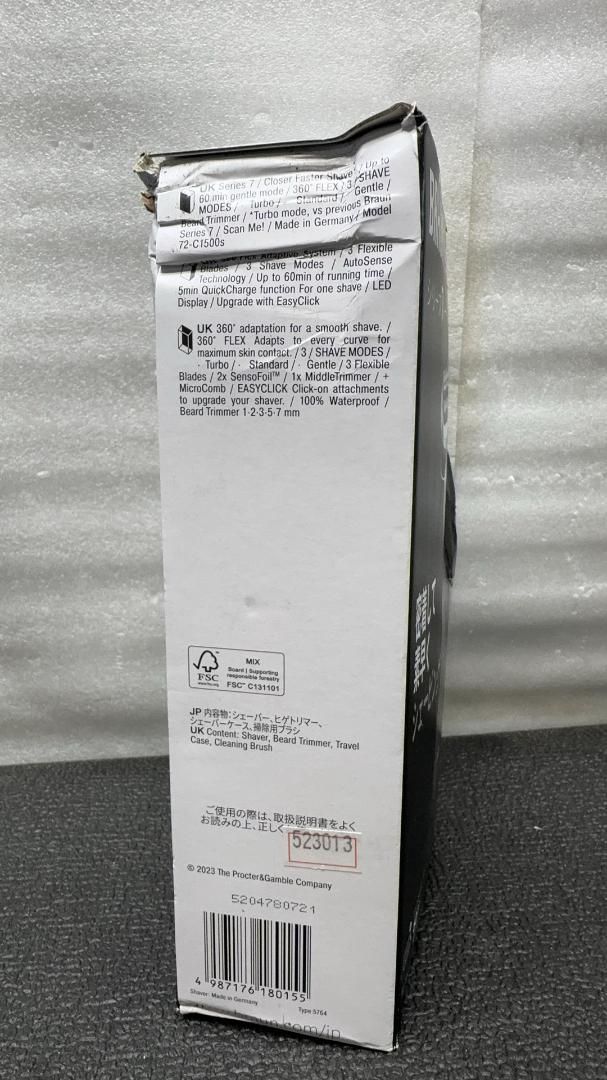 UK Series 7 / Closer Faster Shave* / Up to
60 min gentle mode / 360° FLEX / 3 / SHAVE
MODES / Turbo / Standard / Gentle /
Beard Trimmer / *Turbo mode, vs previous Braun
Series 7 / Scan Me! / Made in Germany / Model
72-C1500s
360° Flex Adaptive System / 3 Flexible
Blades / 3 Shave Modes / AutoSense
Technology / Up to 60min of running time /
5min QuickCharge function For one shave / LED
Display / Upgrade with EasyClick
UK 360° adaptation for a smooth shave. /
360° FLEX Adapts to every curve for
maximum skin contact. / 3 / SHAVE MODES /
· Turbo / · Standard / · Gentle / 3 Flexible
Blades / 2x SensoFoil™ / 1x MiddleTrimmer / +
MicroComb / EASYCLICK Click-on attachments
to upgrade your shaver. / 100% Waterproof /
Beard Trimmer 1·2·3·5·7 mm
FSC
www.fsc.org
MIX
Board | Supporting
responsible forestry
FSC™ C131101
JP 内容物:シェーバー、ヒゲトリマー、
シェーバーケース、掃除用ブラシ
UK Content: Shaver, Beard Trimmer, Travel
Case, Cleaning Brush
ご使用の際は、取扱説明書をよく
お読みの上、正しく
523013
© 2023 The Procter&Gamble Company
5204780721
4 987176 180155
Shaver: Made in Germany
Type 5764